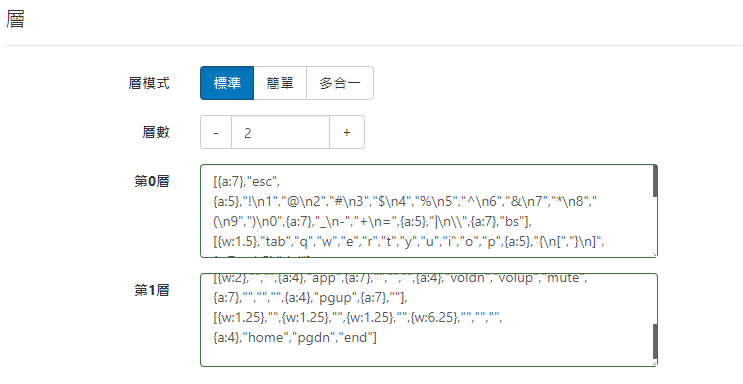 層
層模式 標準 簡單 多合一
層數 - 2 +
第0層
[{a:7},"esc",
{a:5},"!\n1","@\n2","#\n3","$\n4","%\n5","^\n6","&\n7","*\n8","
(\n9",")\n0",{a:7},"_\n-","+\n=",{a:5},"|\n\\",{a:7},"bs"],
[{w:1.5},"tab","q","w","e","r","t","y","u","i","o","p",{a:5},"{\n[","}\n]",
第1層
[{w:2},"","",{a:4},"app",{a:7},"","","",{a:4},"voldn","volup","mute",
{a:7},"","","",{a:4},"pgup",{a:7},""],
[{w:1.25},"",{w:1.25},"",{w:1.25},"",{w:6.25},"","","",
{a:4},"home","pgdn","end"]